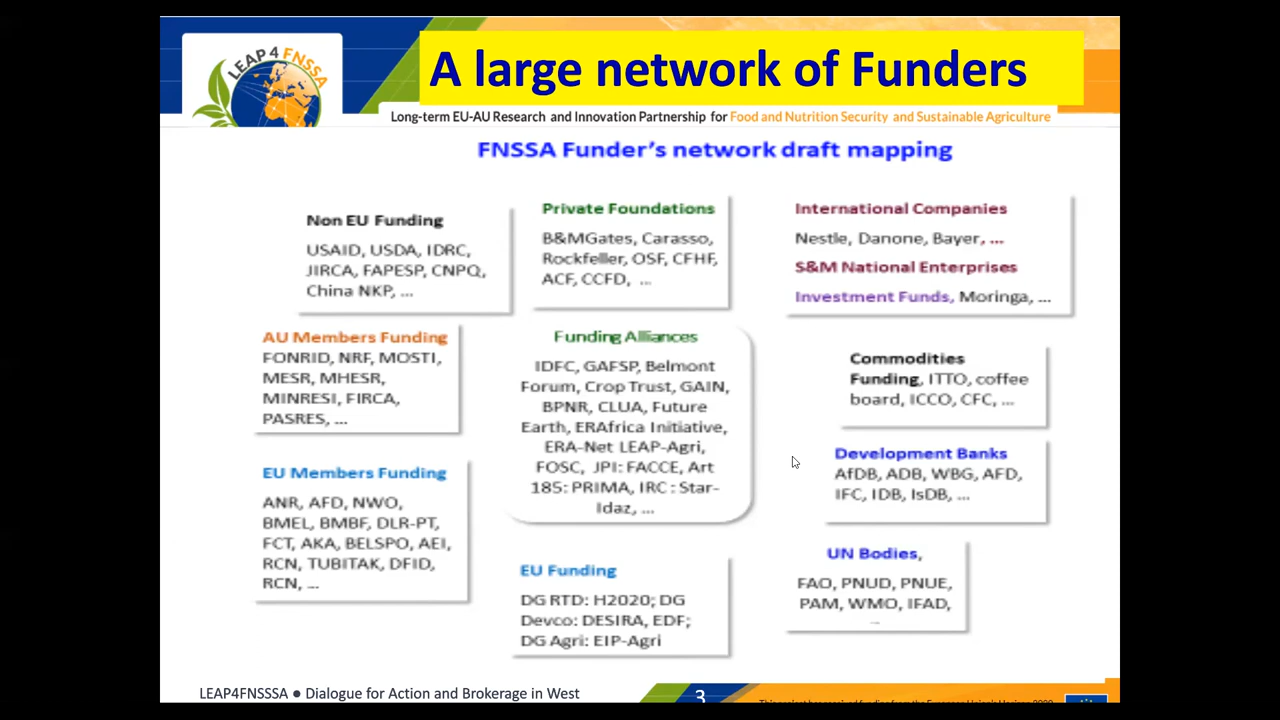 LEAP 4 FNSSA
A large network of Funders
Long-term EU-AU Research and Innovation Partnership for Food and Nutrition Security and Sustainable Agriculture
FNSSA Funder's network draft mapping
Non EU Funding
USAID, USDA, IDRC,
JIRCA, FAPESP, CNPQ,
China NKP, ...
Private Foundations
B&MGates, Carasso,
Rockfeller, OSF, CFHF,
ACF, CCFD, ...
International Companies
Nestle, Danone, Bayer, ...
S&M National Enterprises
Investment Funds, Moringa, ...
AU Members Funding
FONRID, NRF, MOSTI,
MESR, MHESR,
MINRESI, FIRCA,
PASRES, ...
Funding Alliances
IDFC, GAFSP, Belmont
Forum, Crop Trust, GAIN,
BPNR, CLUA, Future
Earth, ERAfrica Initiative,
ERA-Net LEAP-Agri,
FOSC, JPI: FACCE, Art
185: PRIMA, IRC : Star-
Idaz, ...
Commodities
Funding, ITTO, coffee
board, ICCO, CFC, ...
EU Members Funding
ANR, AFD, NWO,
BMEL, BMBF, DLR-PT,
FCT, AKA, BELSPO, AEI,
RCN, TUBITAK, DFID,
RCN, ...
Development Banks
AfDB, ADB, WBG, AFD,
IFC, IDB, IsDB, ...
EU Funding
DG RTD: H2020; DG
Devco: DESIRA, EDF;
DG Agri: EIP-Agri
UN Bodies,
FAO, PNUD, PNUE,
PAM, WMO, IFAD,
...
LEAP4FNSSSA ● Dialogue for Action and Brokerage in West
3